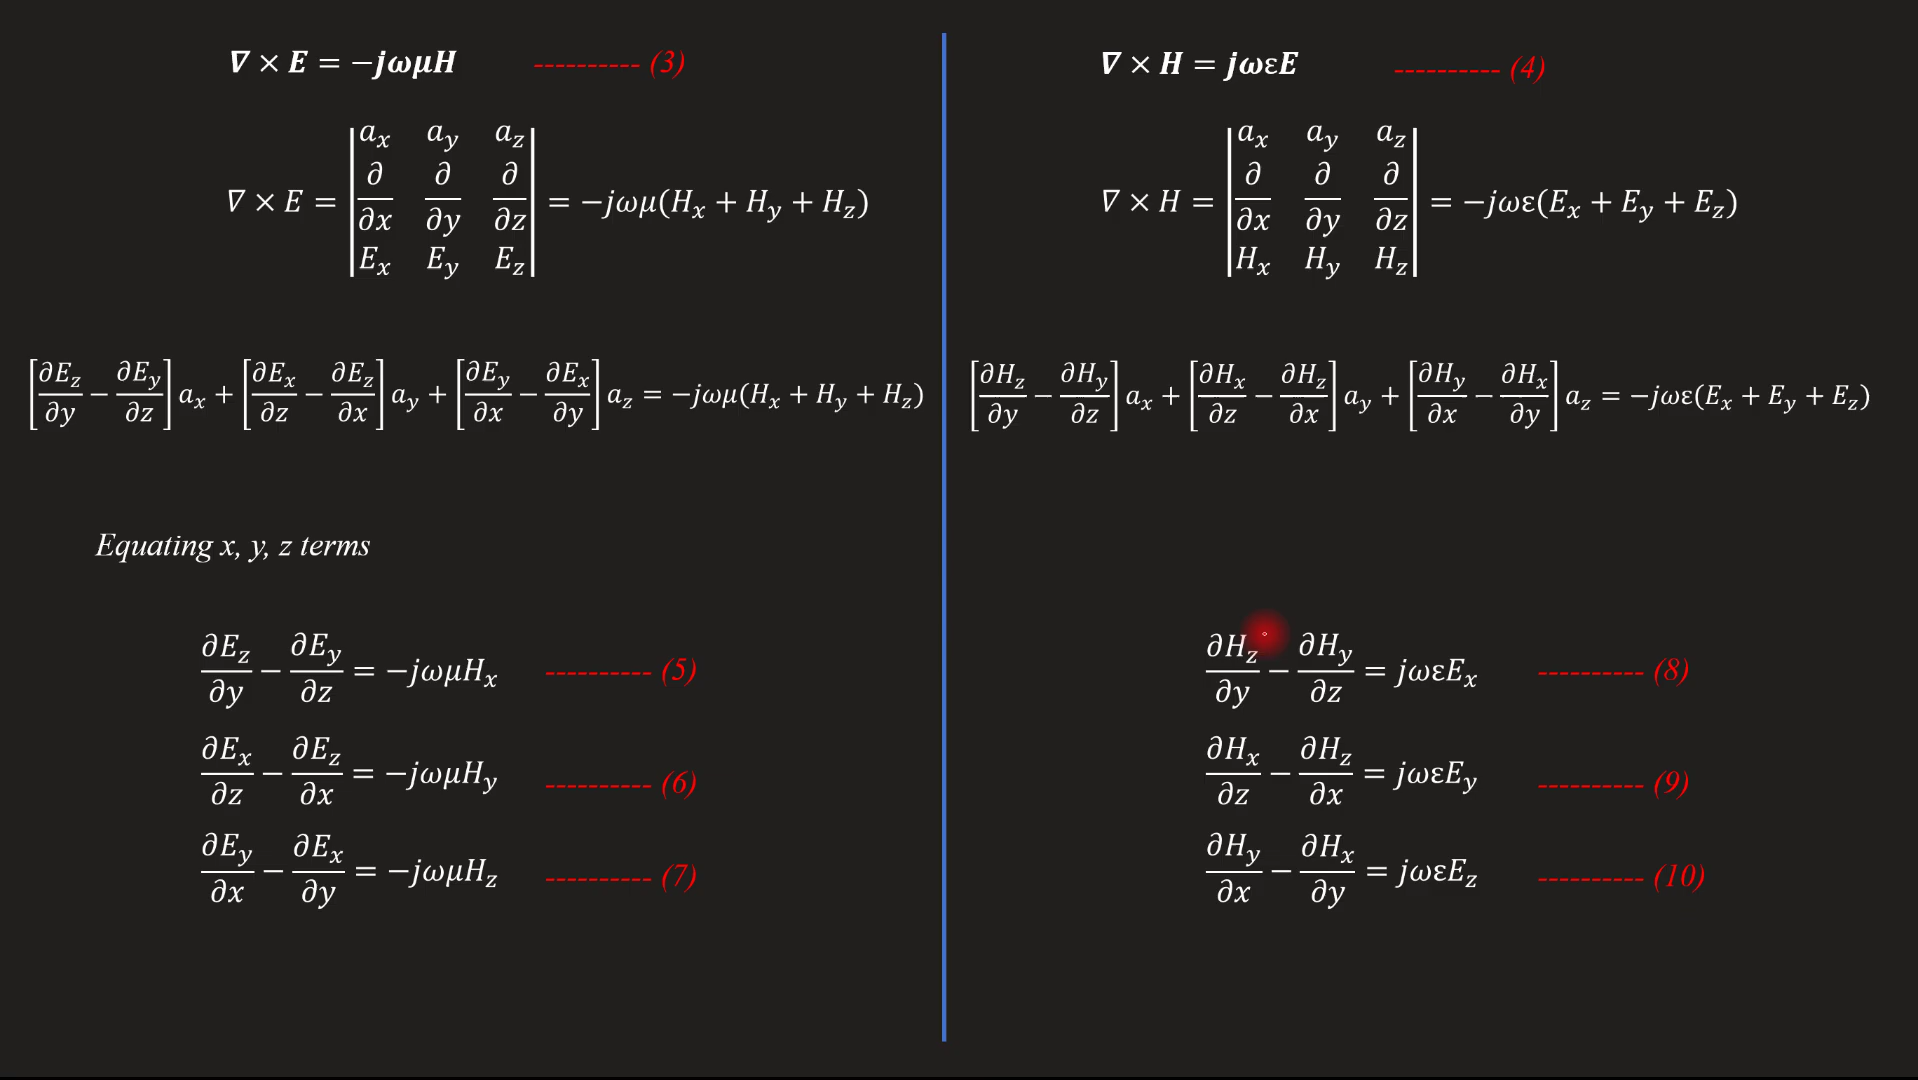 ∇ × E = −jωμH ---------- (3)
∇ × E = | a_x a_y a_z ; ∂/∂x ∂/∂y ∂/∂z ; E_x E_y E_z | = −jωμ(H_x + H_y + H_z)
[∂E_z/∂y − ∂E_y/∂z] a_x + [∂E_x/∂z − ∂E_z/∂x] a_y + [∂E_y/∂x − ∂E_x/∂y] a_z = −jωμ(H_x + H_y + H_z)
Equating x, y, z terms
∂E_z/∂y − ∂E_y/∂z = −jωμH_x ---------- (5)
∂E_x/∂z − ∂E_z/∂x = −jωμH_y ---------- (6)
∂E_y/∂x − ∂E_x/∂y = −jωμH_z ---------- (7)
∇ × H = jωεE ---------- (4)
∇ × H = | a_x a_y a_z ; ∂/∂x ∂/∂y ∂/∂z ; H_x H_y H_z | = −jωε(E_x + E_y + E_z)
[∂H_z/∂y − ∂H_y/∂z] a_x + [∂H_x/∂z − ∂H_z/∂x] a_y + [∂H_y/∂x − ∂H_x/∂y] a_z = −jωε(E_x + E_y + E_z)
∂H_z/∂y − ∂H_y/∂z = jωεE_x ---------- (8)
∂H_x/∂z − ∂H_z/∂x = jωεE_y ---------- (9)
∂H_y/∂x − ∂H_x/∂y = jωεE_z ---------- (10)